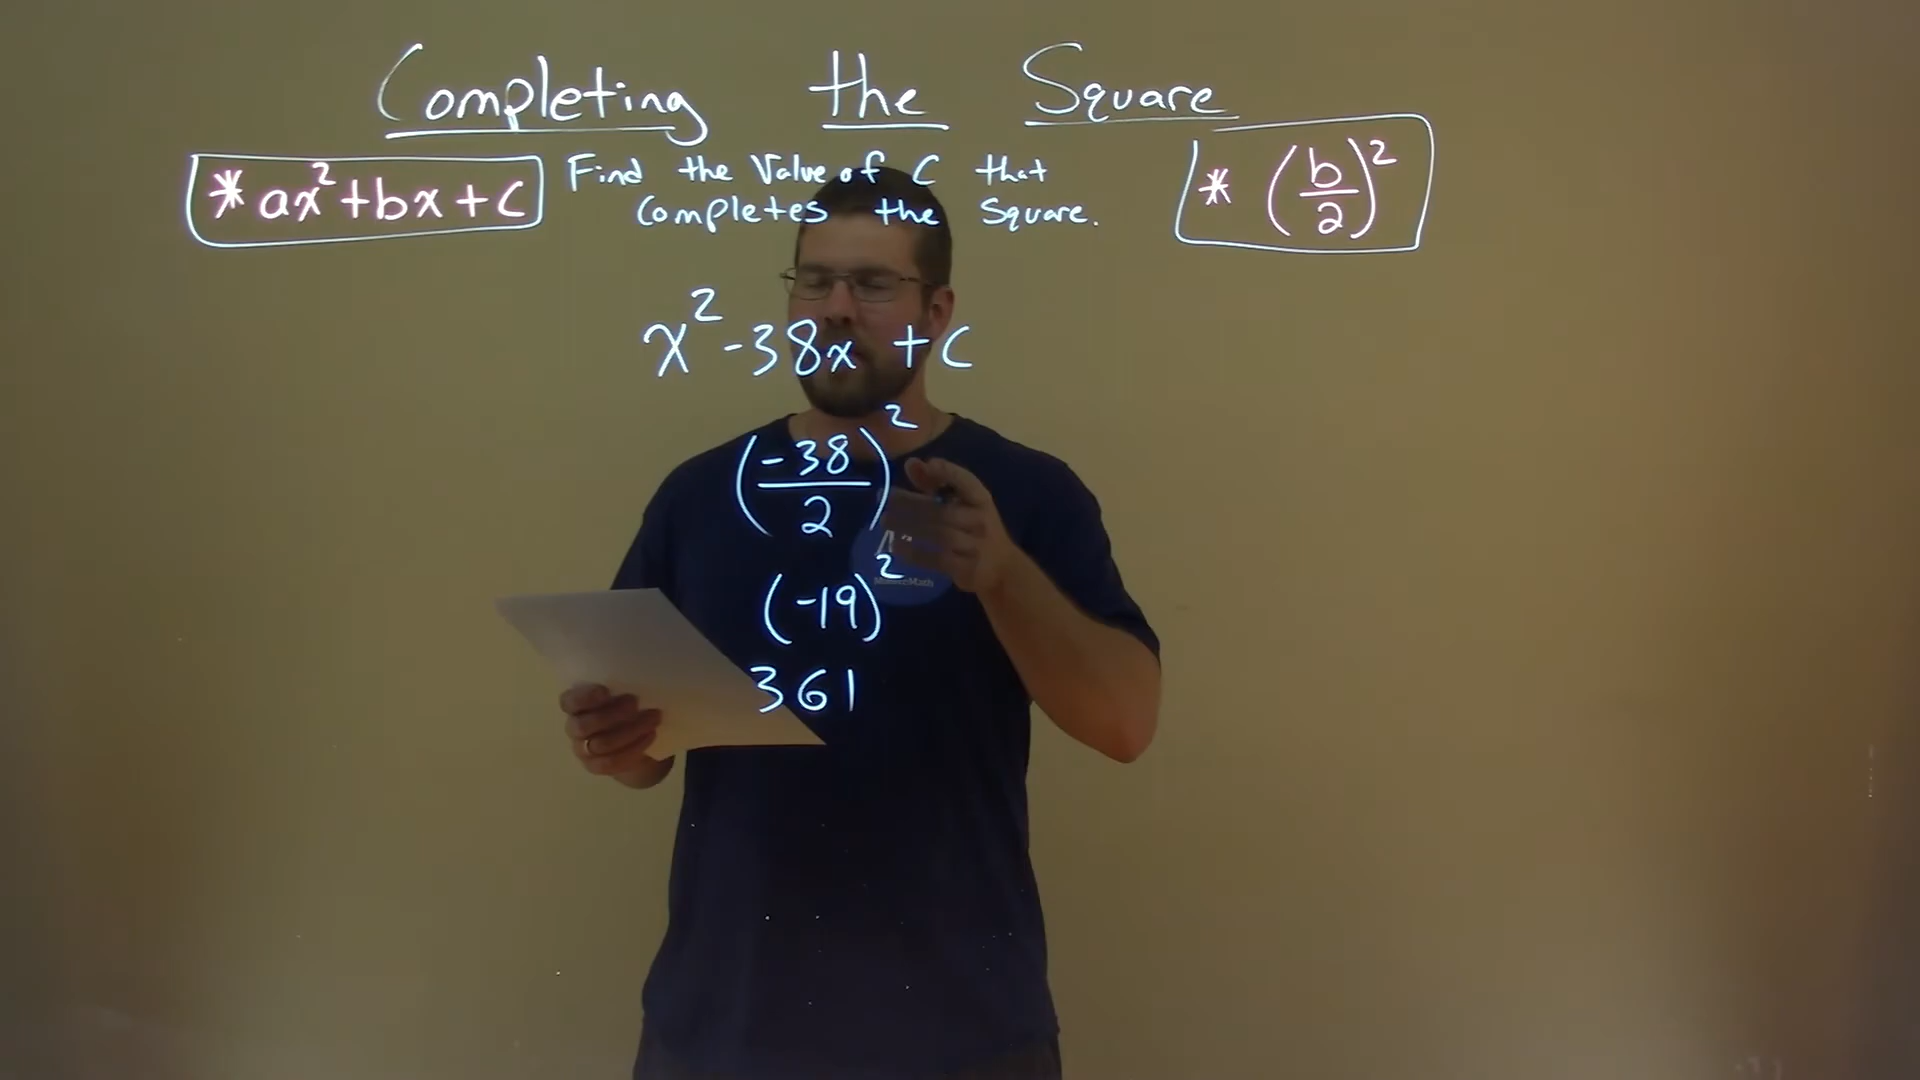 Completing the Square
* ax²+bx+c
Find the Value of C that
Completes the Square.
* (b/2)²
x²-38x+c
(-38/2)²
(-19)²
361